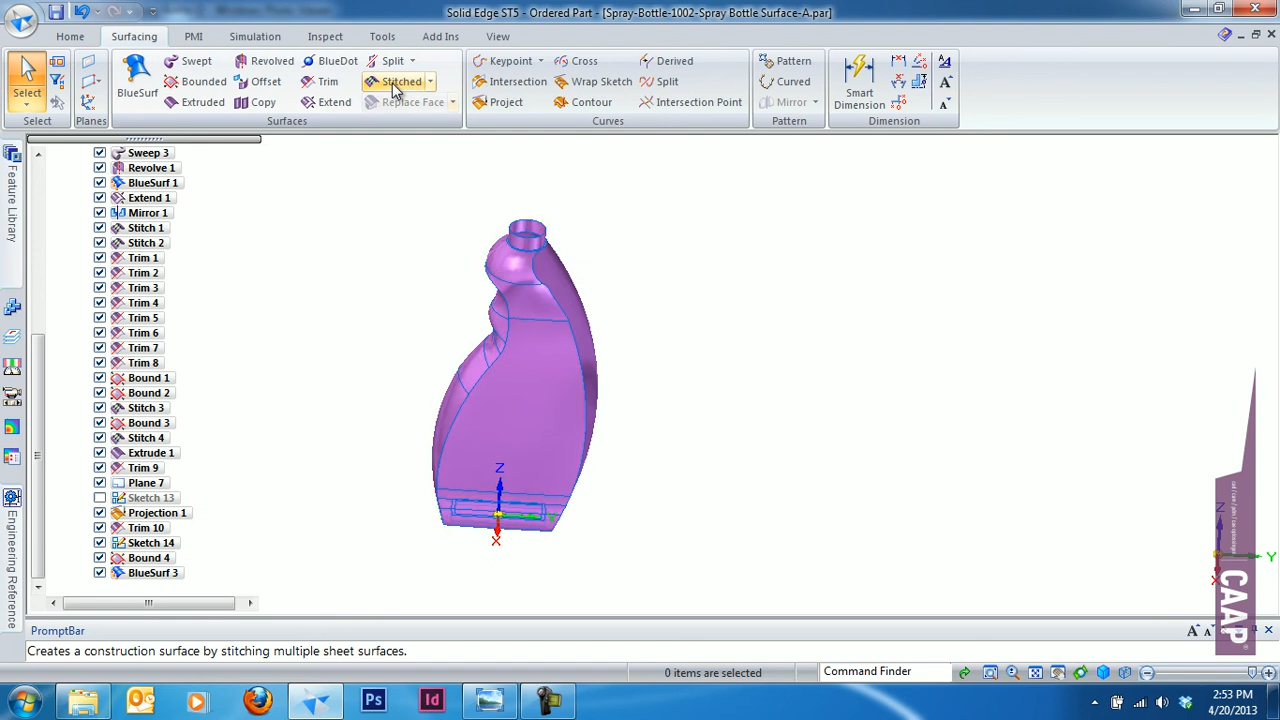 Solid Edge ST5 - Ordered Part - [Spray-Bottle-1002-Spray Bottle Surface-A.par]
Home Surfacing PMI Simulation Inspect Tools Add Ins View
Select
Select
Planes
BlueSurf
Swept Revolved BlueDot Split
Bounded Offset Trim Stitched
Extruded Copy Extend Replace Face
Surfaces
Keypoint Cross Derived
Intersection Wrap Sketch Split
Project Contour Intersection Point
Curves
Pattern
Curved
Mirror
Pattern
Smart
Dimension
Dimension
Feature Library
Engineering Reference
Sweep 3
Revolve 1
BlueSurf 1
Extend 1
Mirror 1
Stitch 1
Stitch 2
Trim 1
Trim 2
Trim 3
Trim 4
Trim 5
Trim 6
Trim 7
Trim 8
Bound 1
Bound 2
Stitch 3
Bound 3
Stitch 4
Extrude 1
Trim 9
Plane 7
Sketch 13
Projection 1
Trim 10
Sketch 14
Bound 4
BlueSurf 3
Z
X
Z
Y
X
CAAP
PromptBar
Creates a construction surface by stitching multiple sheet surfaces.
0 items are selected
Command Finder
Ps
Id
2:53 PM
4/20/2013